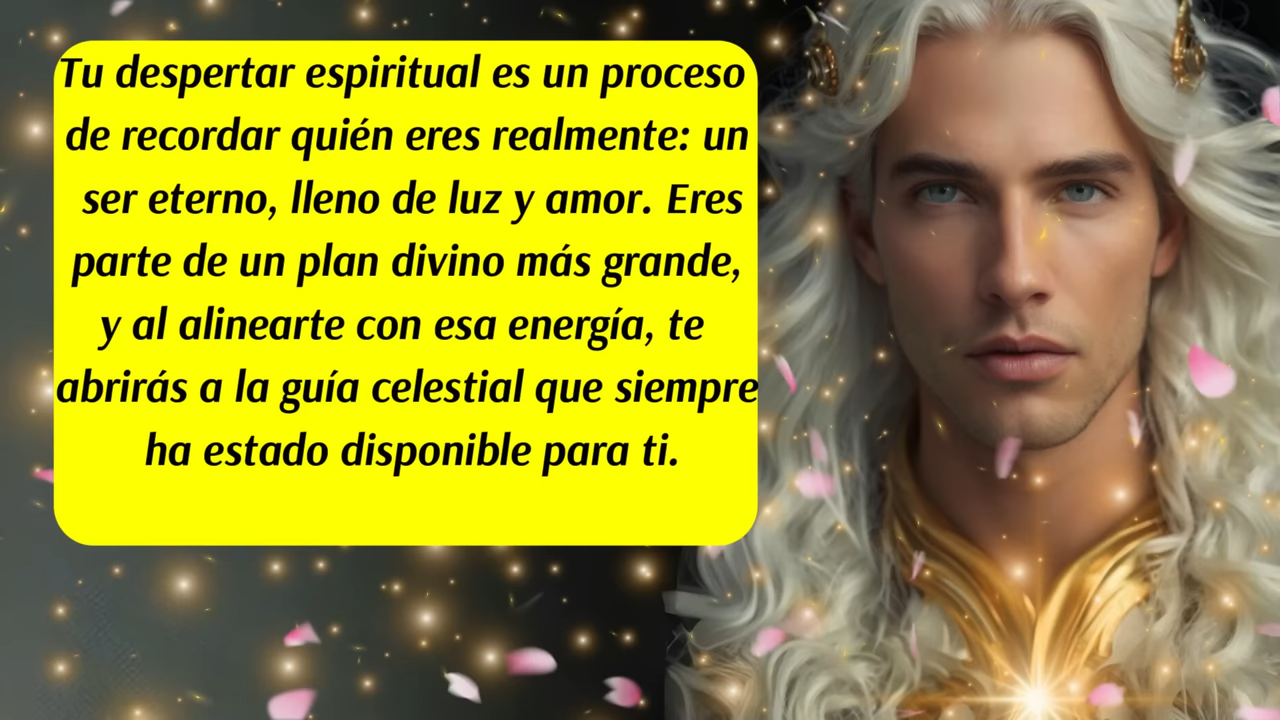 Tu despertar espiritual es un proceso
de recordar quién eres realmente: un
ser eterno, lleno de luz y amor. Eres
parte de un plan divino más grande,
y al alinearte con esa energía, te
abrirás a la guía celestial que siempre
ha estado disponible para ti.